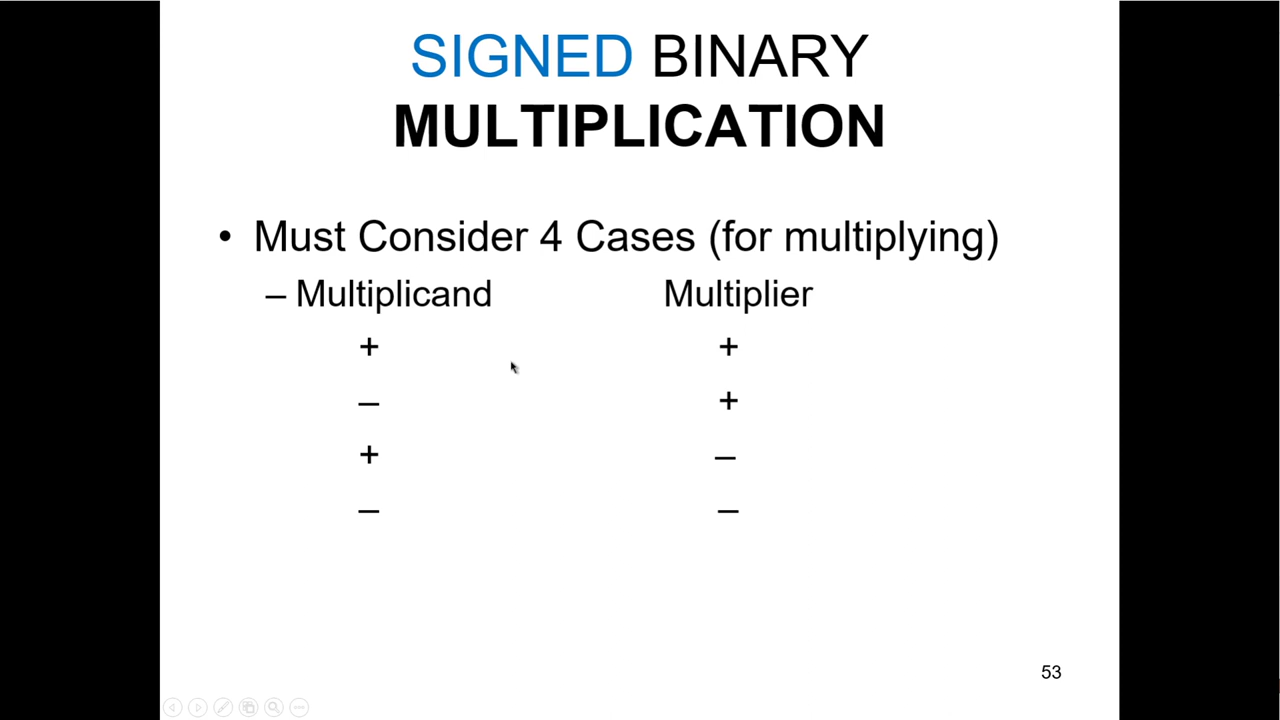 SIGNED BINARY
MULTIPLICATION
• Must Consider 4 Cases (for multiplying)
– Multiplicand Multiplier
+ +
– +
+ –
– –
53